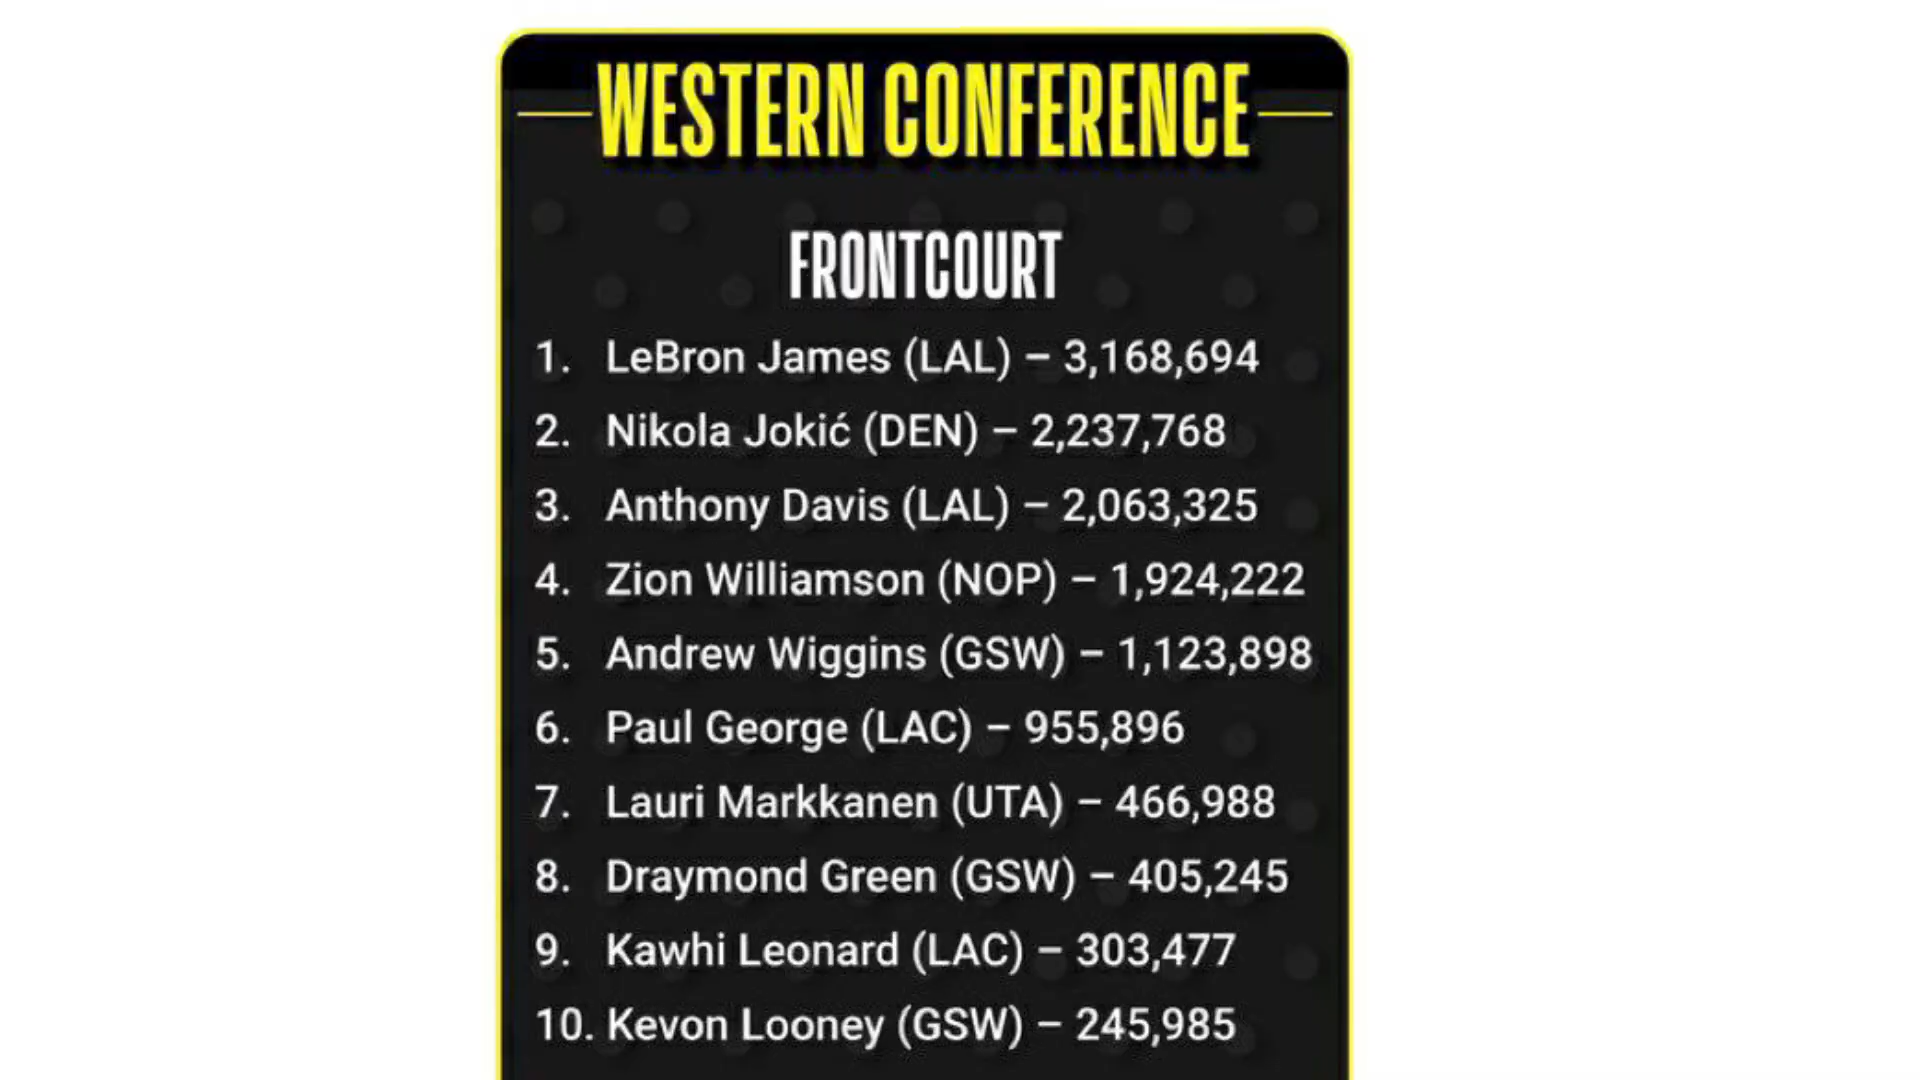 WESTERN CONFERENCE
FRONTCOURT
1. LeBron James (LAL) – 3,168,694
2. Nikola Jokić (DEN) – 2,237,768
3. Anthony Davis (LAL) – 2,063,325
4. Zion Williamson (NOP) – 1,924,222
5. Andrew Wiggins (GSW) – 1,123,898
6. Paul George (LAC) – 955,896
7. Lauri Markkanen (UTA) – 466,988
8. Draymond Green (GSW) – 405,245
9. Kawhi Leonard (LAC) – 303,477
10. Kevon Looney (GSW) – 245,985